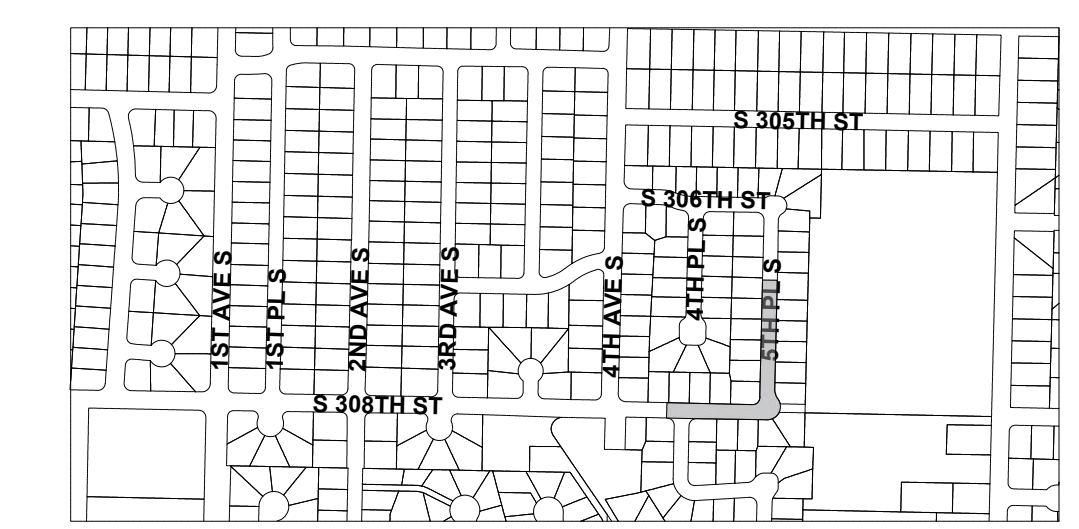 S 305TH ST
S 306TH ST
1ST AVE S
1ST PL S
2ND AVE S
3RD AVE S
4TH AVE S
4TH PL S
5TH PL S
S 308TH ST